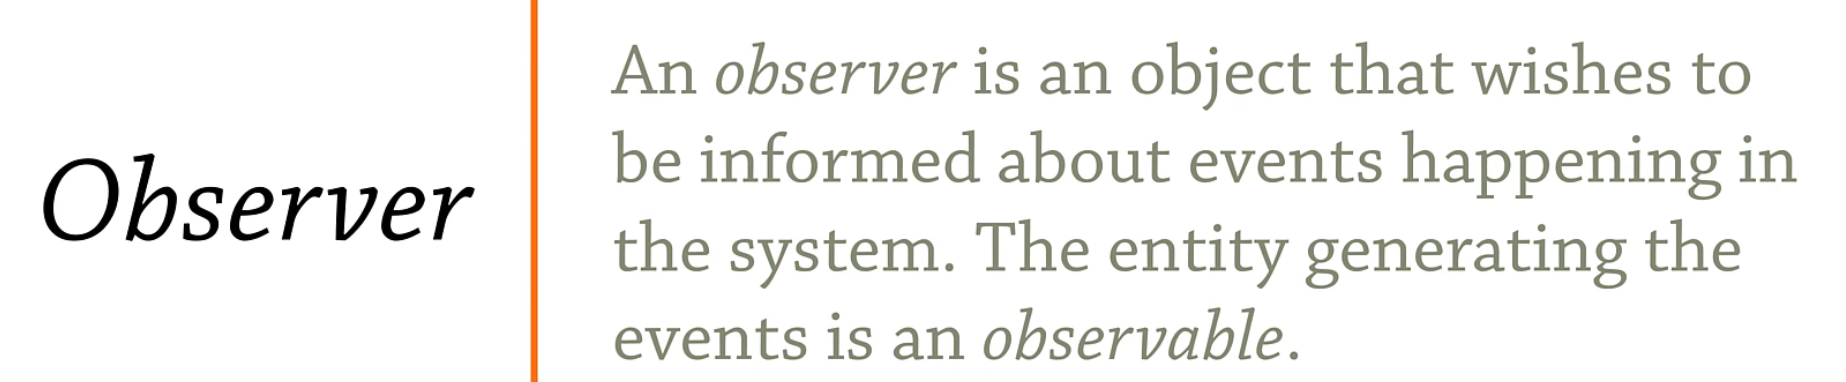 Observer
An observer is an object that wishes to
be informed about events happening in
the system. The entity generating the
events is an observable.